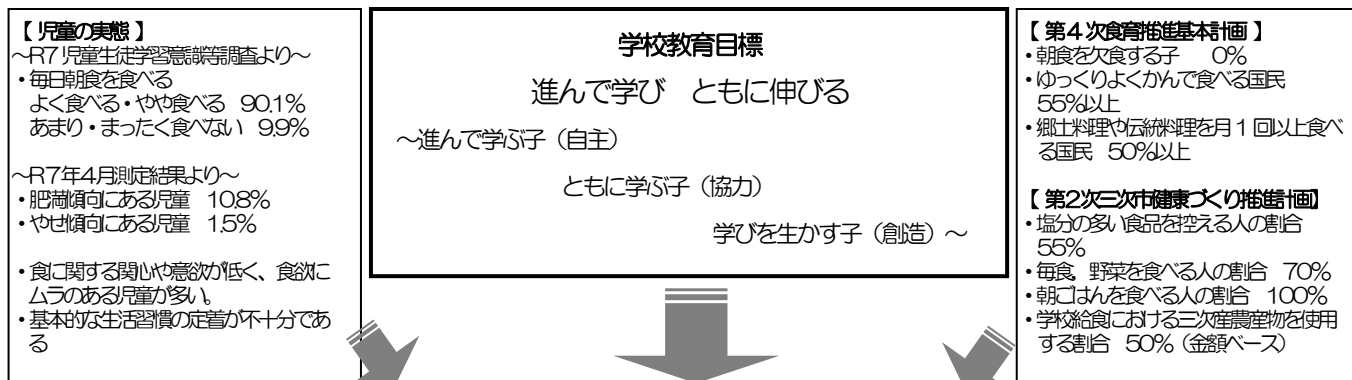 【 児童の実態 】
～R7児童生徒学習意識等調査より～
・毎日朝食を食べる
よく食べる・やや食べる 90.1%
あまり・まったく食べない 9.9%
～R7年4月測定結果より～
・肥満傾向にある児童 10.8%
・やせ傾向にある児童 1.5%
・食に関する関心や意欲が低く、食欲に
ムラのある児童が多い。
・基本的な生活習慣の定着が不十分であ
る
学校教育目標
進んで学び ともに伸びる
～進んで学ぶ子（自主）
ともに学ぶ子（協力）
学びを生かす子（創造）～
【 第４次食育推進基本計画 】
・朝食を欠食する子 0%
・ゆっくりよくかんで食べる国民
55%以上
・郷土料理や伝統料理を月１回以上食べ
る国民 50%以上
【 第2次三次市健康づくり推進計画】
・塩分の多い食品を控える人の割合
55%
・毎食、野菜を食べる人の割合 70%
・朝ごはんを食べる人の割合 100%
・学校給食における三次産農産物を使用
する割合 50%（金額ベース）